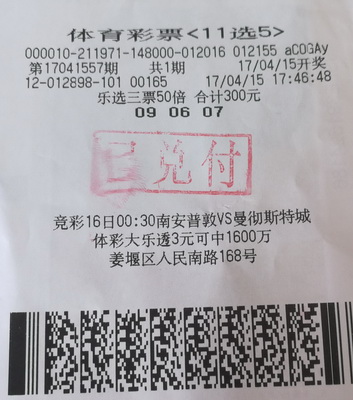 体育彩票<11选5>
000010-211971-148000-012016 012155 aCOGAy
第17041557期 共1期 17/04/15开奖
12-012898-101 00165 17/04/15 17:46:48
乐选三票50倍 合计300元
09 06 07
已兑付
竞彩16日00:30南安普敦VS曼彻斯特城
体彩大乐透3元可中1600万
姜堰区人民南路168号